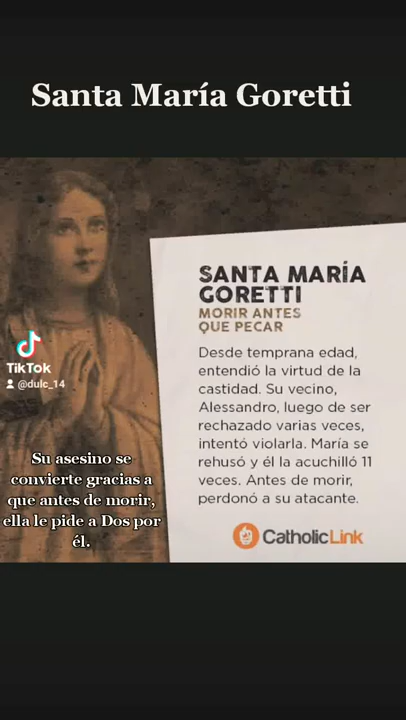 Santa María Goretti
SANTA MARÍA
GORETTI
MORIR ANTES
QUE PECAR
Desde temprana edad,
entendió la virtud de la
castidad. Su vecino,
Alessandro, luego de ser
rechazado varias veces,
intentó violarla. María se
rehusó y él la acuchilló 11
veces. Antes de morir,
perdonó a su atacante.
CatholicLink
TikTok
@dulc_14
Su asesino se
convierte gracias a
que antes de morir,
ella le pide a Dos por
él.